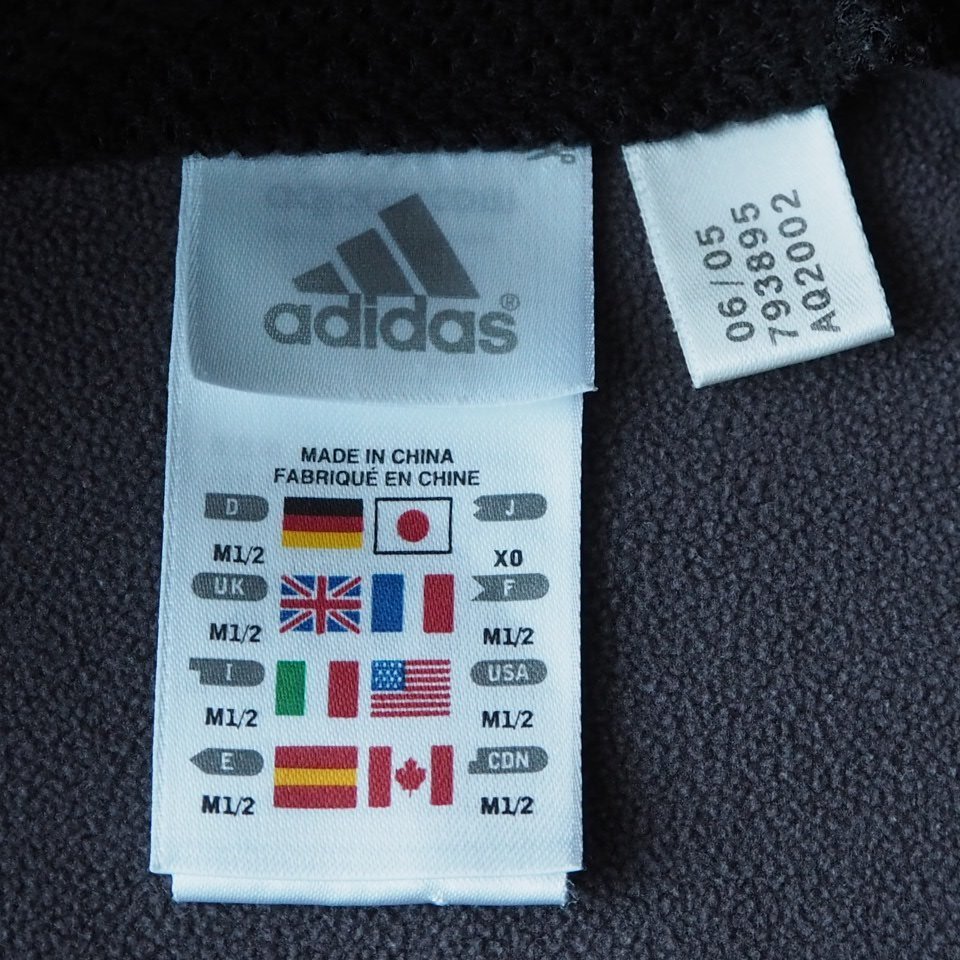 adidas®
MADE IN CHINA
FABRIQUÉ EN CHINE
D J
M1/2 XO
UK F
M1/2 M1/2
I USA
M1/2 M1/2
E CDN
M1/2 M1/2
06/05
793895
AQ2002